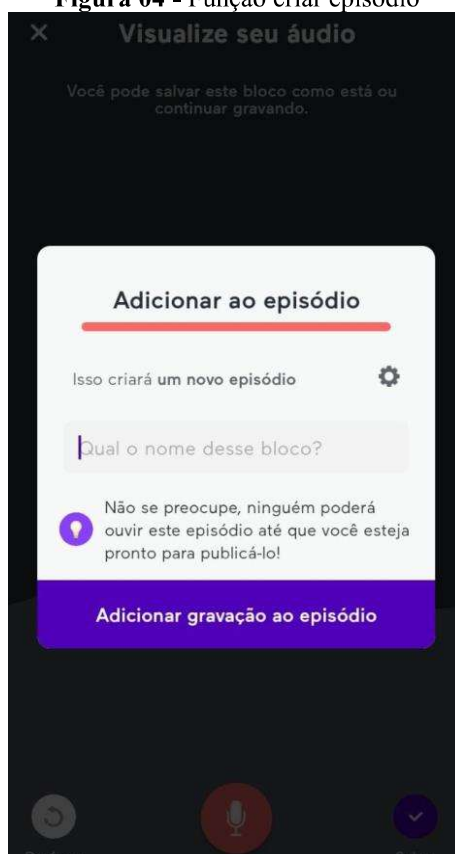 Figura 04 - Função criar episódio
Visualize seu áudio
Você pode salvar este bloco como está ou
continuar gravando.
Adicionar ao episódio
Isso criará um novo episódio
Qual o nome desse bloco?
Não se preocupe, ninguém poderá
ouvir este episódio até que você esteja
pronto para publicá-lo!
Adicionar gravação ao episódio